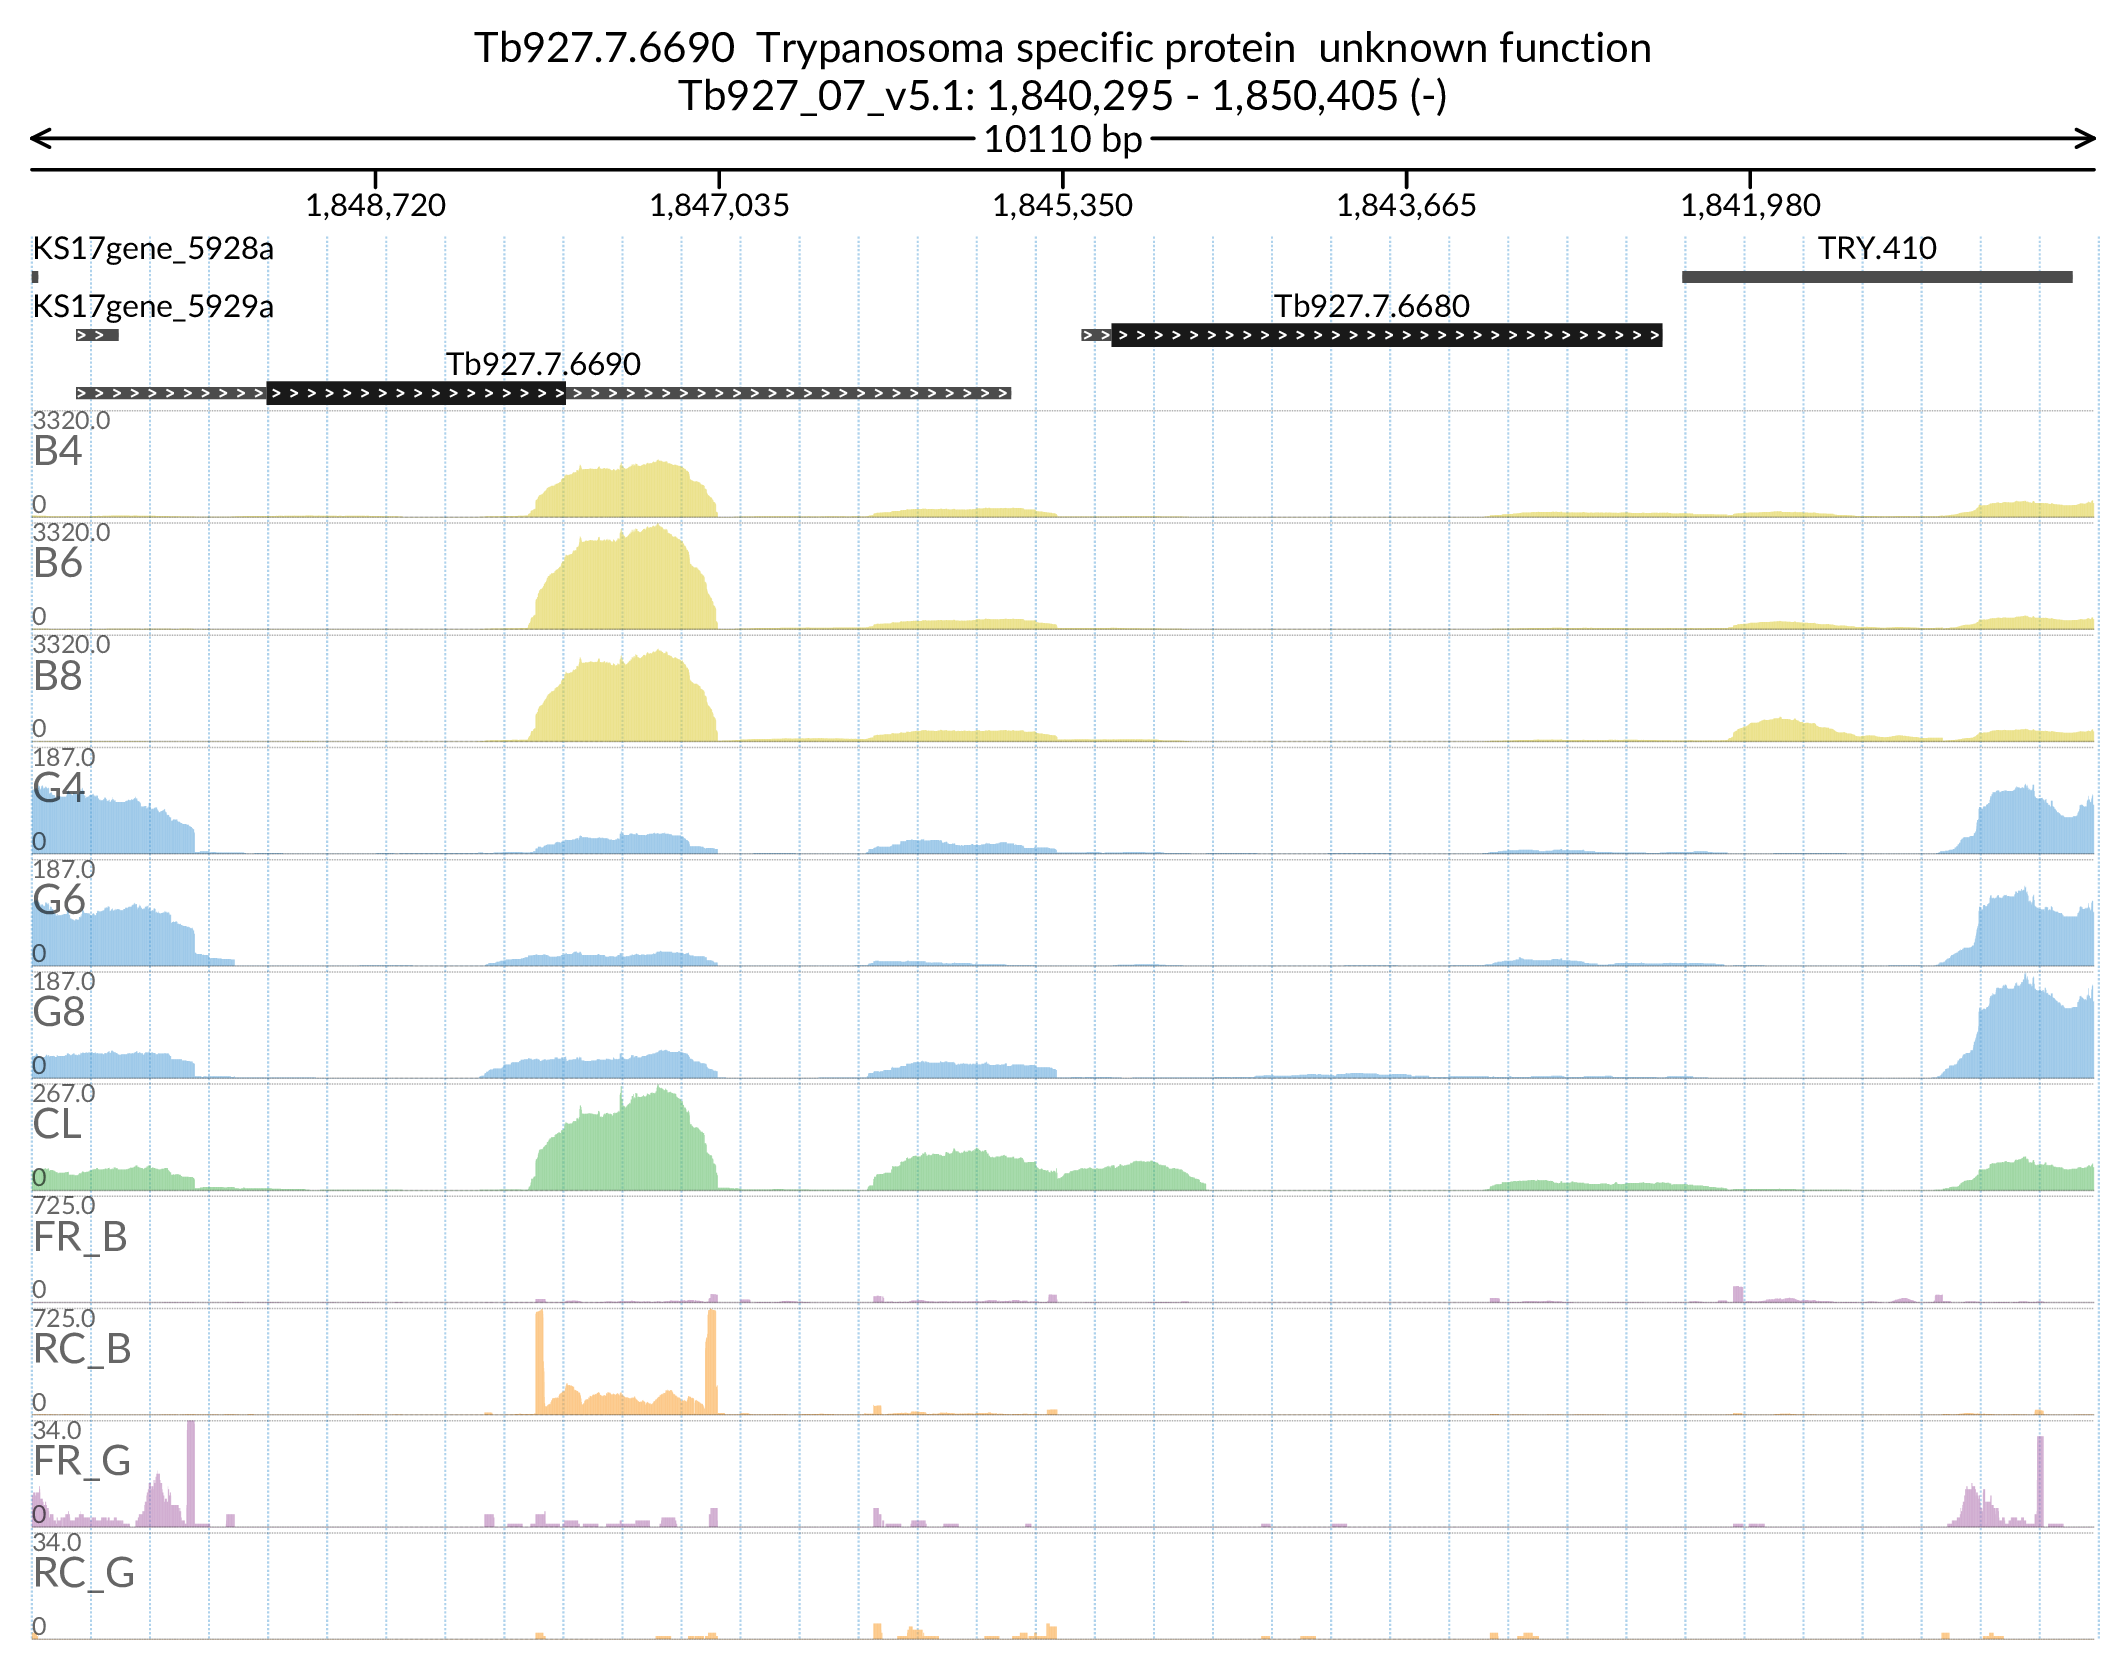 Tb927.7.6690  Trypanosoma specific protein  unknown function
Tb927_07_v5.1: 1,840,295 - 1,850,405 (-)
10110 bp
1,848,720 1,847,035 1,845,350 1,843,665 1,841,980
KS17gene_5928a TRY.410
KS17gene_5929a Tb927.7.6680
Tb927.7.6690
3320.0
B4
0
3320.0
B6
0
3320.0
B8
0
187.0
G4
0
187.0
G6
0
187.0
G8
0
267.0
CL
0
725.0
FR_B
0
725.0
RC_B
0
34.0
FR_G
0
34.0
RC_G
0